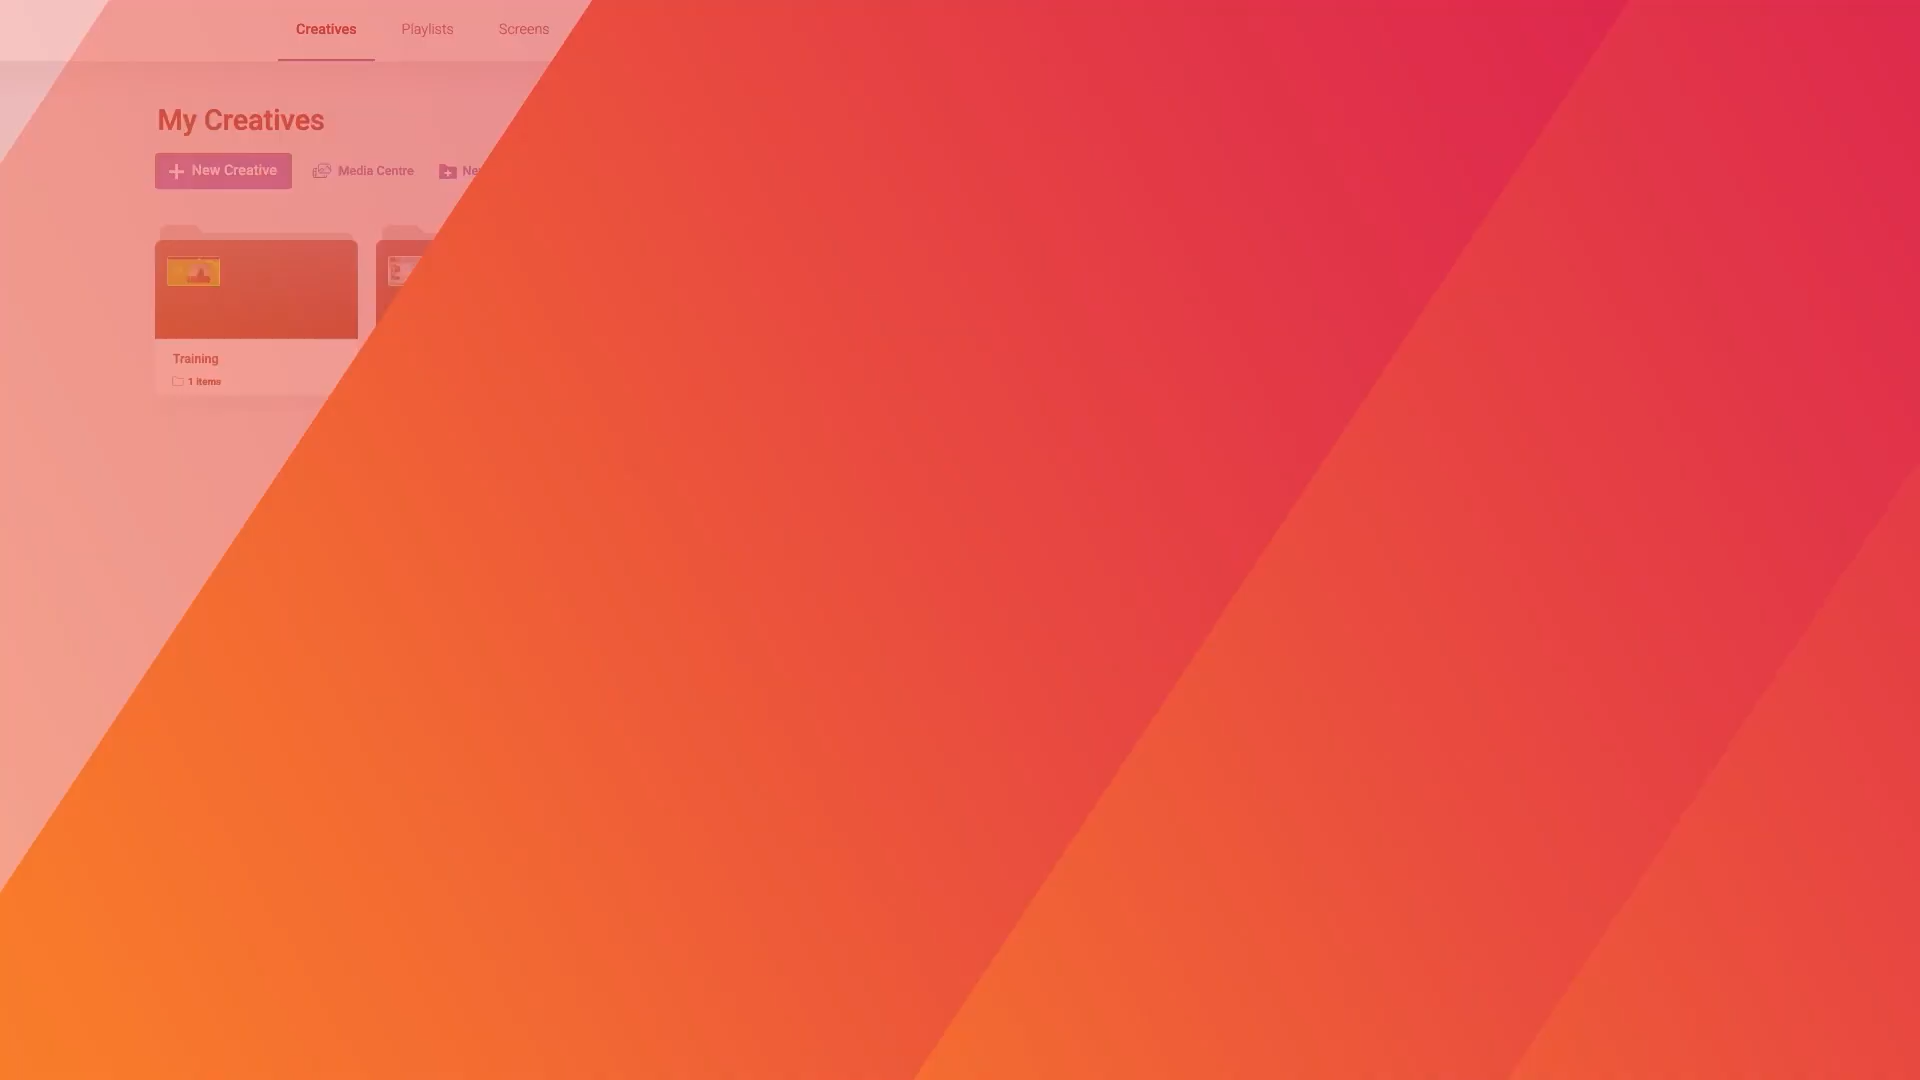 Creatives Playlists Screens
My Creatives
New Creative Media Centre
Training
1 Items